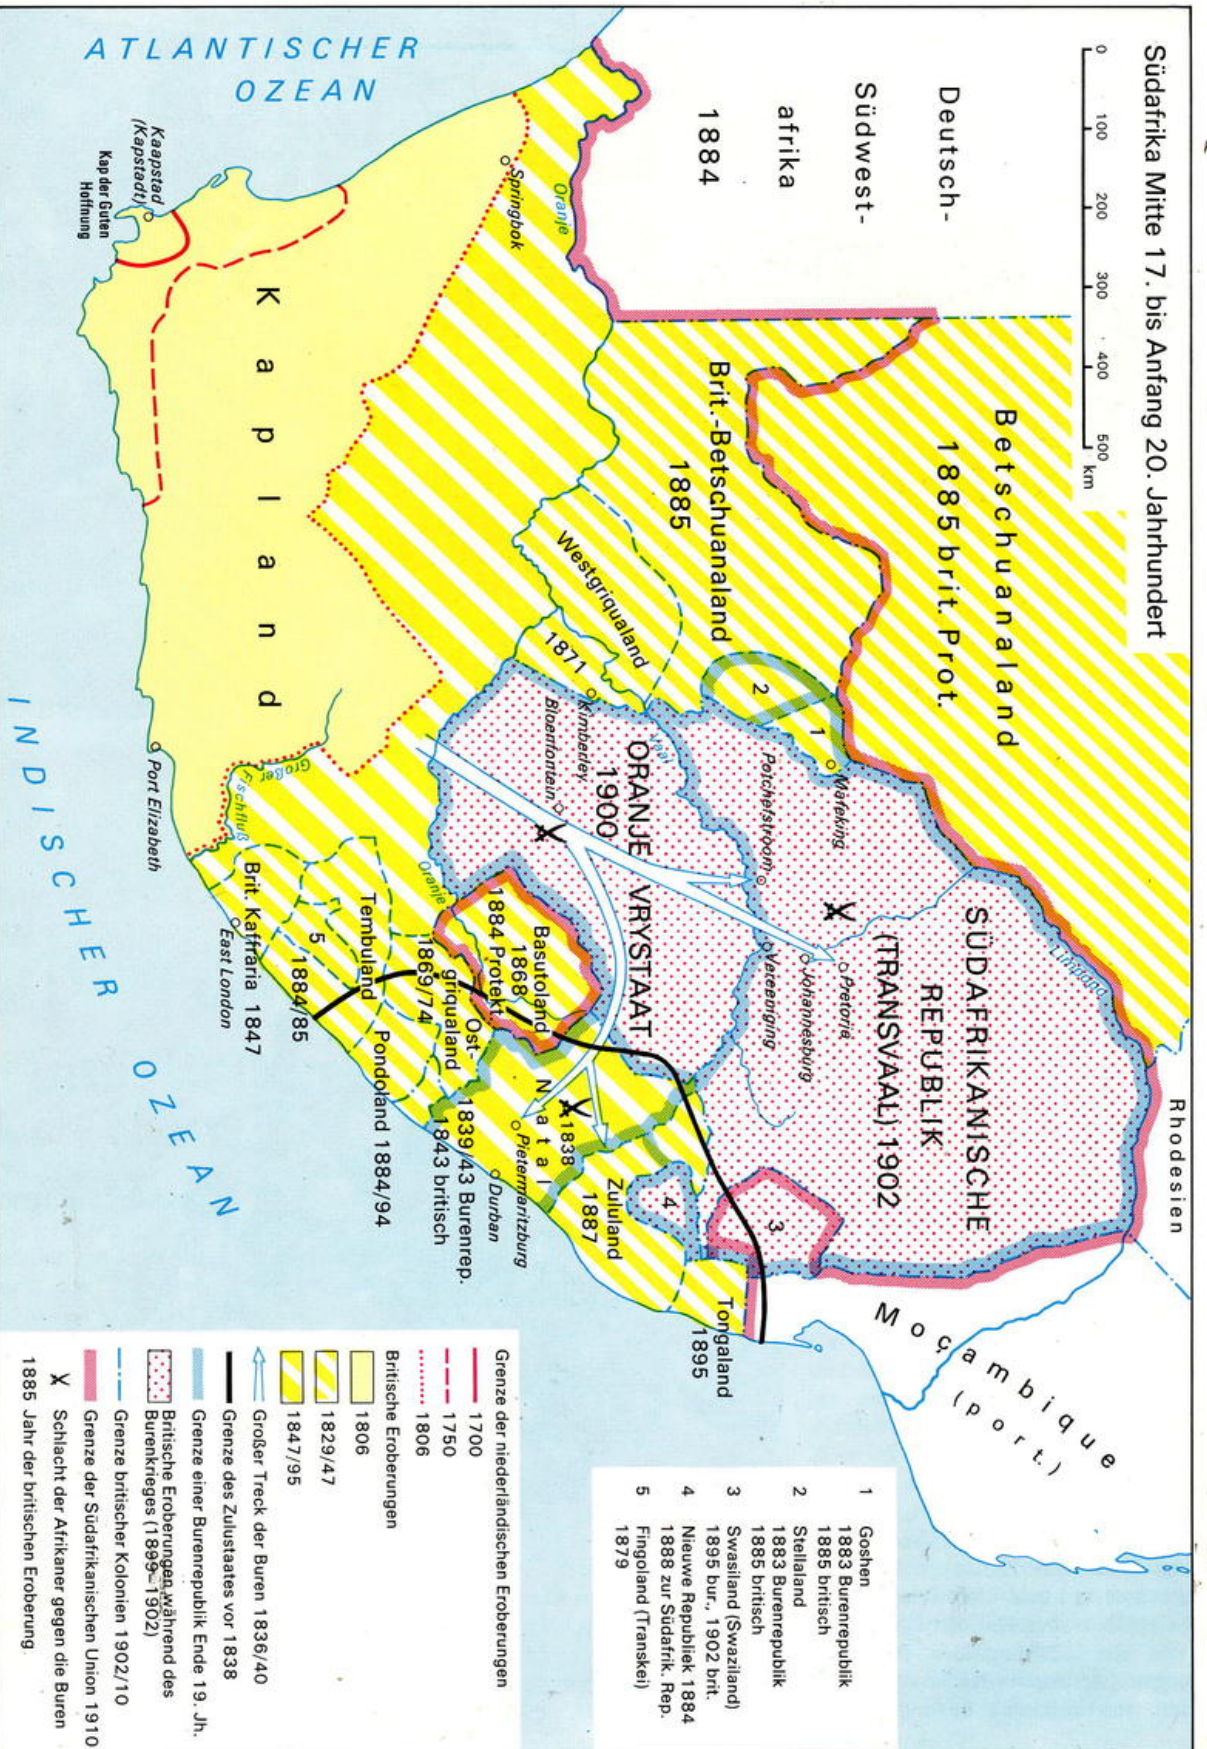 Südafrika Mitte 17. bis Anfang 20. Jahrhundert
0 100 200 300 400 500 km
Deutsch-
Südwest-
afrika
1884
Betschuanaland
1885 brit. Prot.
Rhodesien
Brit.-Betschuanaland
1885
Limpopo
SÜDAFRIKANISCHE
REPUBLIK
(TRANSVAAL) 1902
Moçambique
(port.)
ATLANTISCHER
OZEAN
Oranje
Springbok
Westgriqualand
1871
Kimberley
2
1
Mafeking
Potchefstroom
Pretoria
Johannesburg
Vereeniging
Vaal
ORANJE VRYSTAAT
1900
Bloemfontein
3
4
Tongaland
1895
Zululand
1887
Natal
1838
Pietermaritzburg
Durban
1839/43 Burenrep.
1843 britisch
Basutoland
1868
1884 Protekt
Oranje
Ost-
griqualand
1869/74
Pondoland 1884/94
Tembuland
5
1884/85
Brit. Kaffraria 1847
East London
Großer
Fischfluß
Port Elizabeth
Kapland
Kaapstad
(Kapstadt)
Kap der Guten
Hoffnung
INDISCHER OZEAN
1 Goshen
1883 Burenrepublik
1885 britisch
2 Stellaland
1883 Burenrepublik
1885 britisch
3 Swasiland (Swaziland)
1895 bur., 1902 brit.
4 Nieuwe Republiek 1884
1888 zur Südafrik. Rep.
5 Fingoland (Transkei)
1879
Grenze der niederländischen Eroberungen
1700
1750
1806
Britische Eroberungen
1806
1829/47
1847/95
Großer Treck der Buren 1836/40
Grenze des Zulustaates vor 1838
Grenze einer Burenrepublik Ende 19. Jh.
Britische Eroberungen während des
Burenkrieges (1899–1902)
Grenze britischer Kolonien 1902/10
Grenze der Südafrikanischen Union 1910
Schlacht der Afrikaner gegen die Buren
1885 Jahr der britischen Eroberung